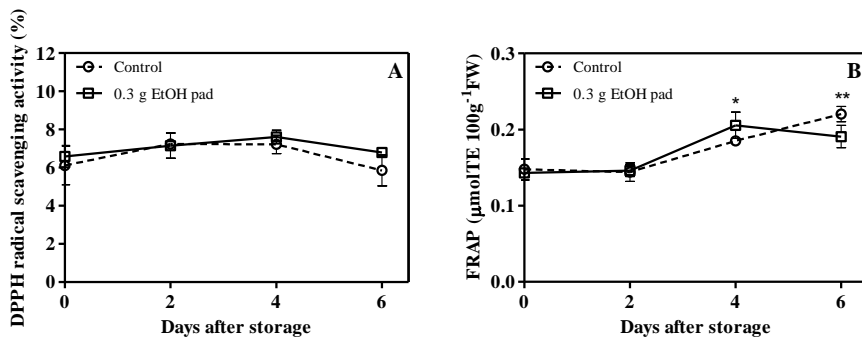 DPPH radical scavenging activity (%)
12
10
8
6
4
2
0
0 2 4 6
Days after storage
Control
0.3 g EtOH pad
A
FRAP (µmolTE 100g⁻¹FW)
0.3
0.2
0.1
0.0
0 2 4 6
Days after storage
Control
0.3 g EtOH pad
B
*
**